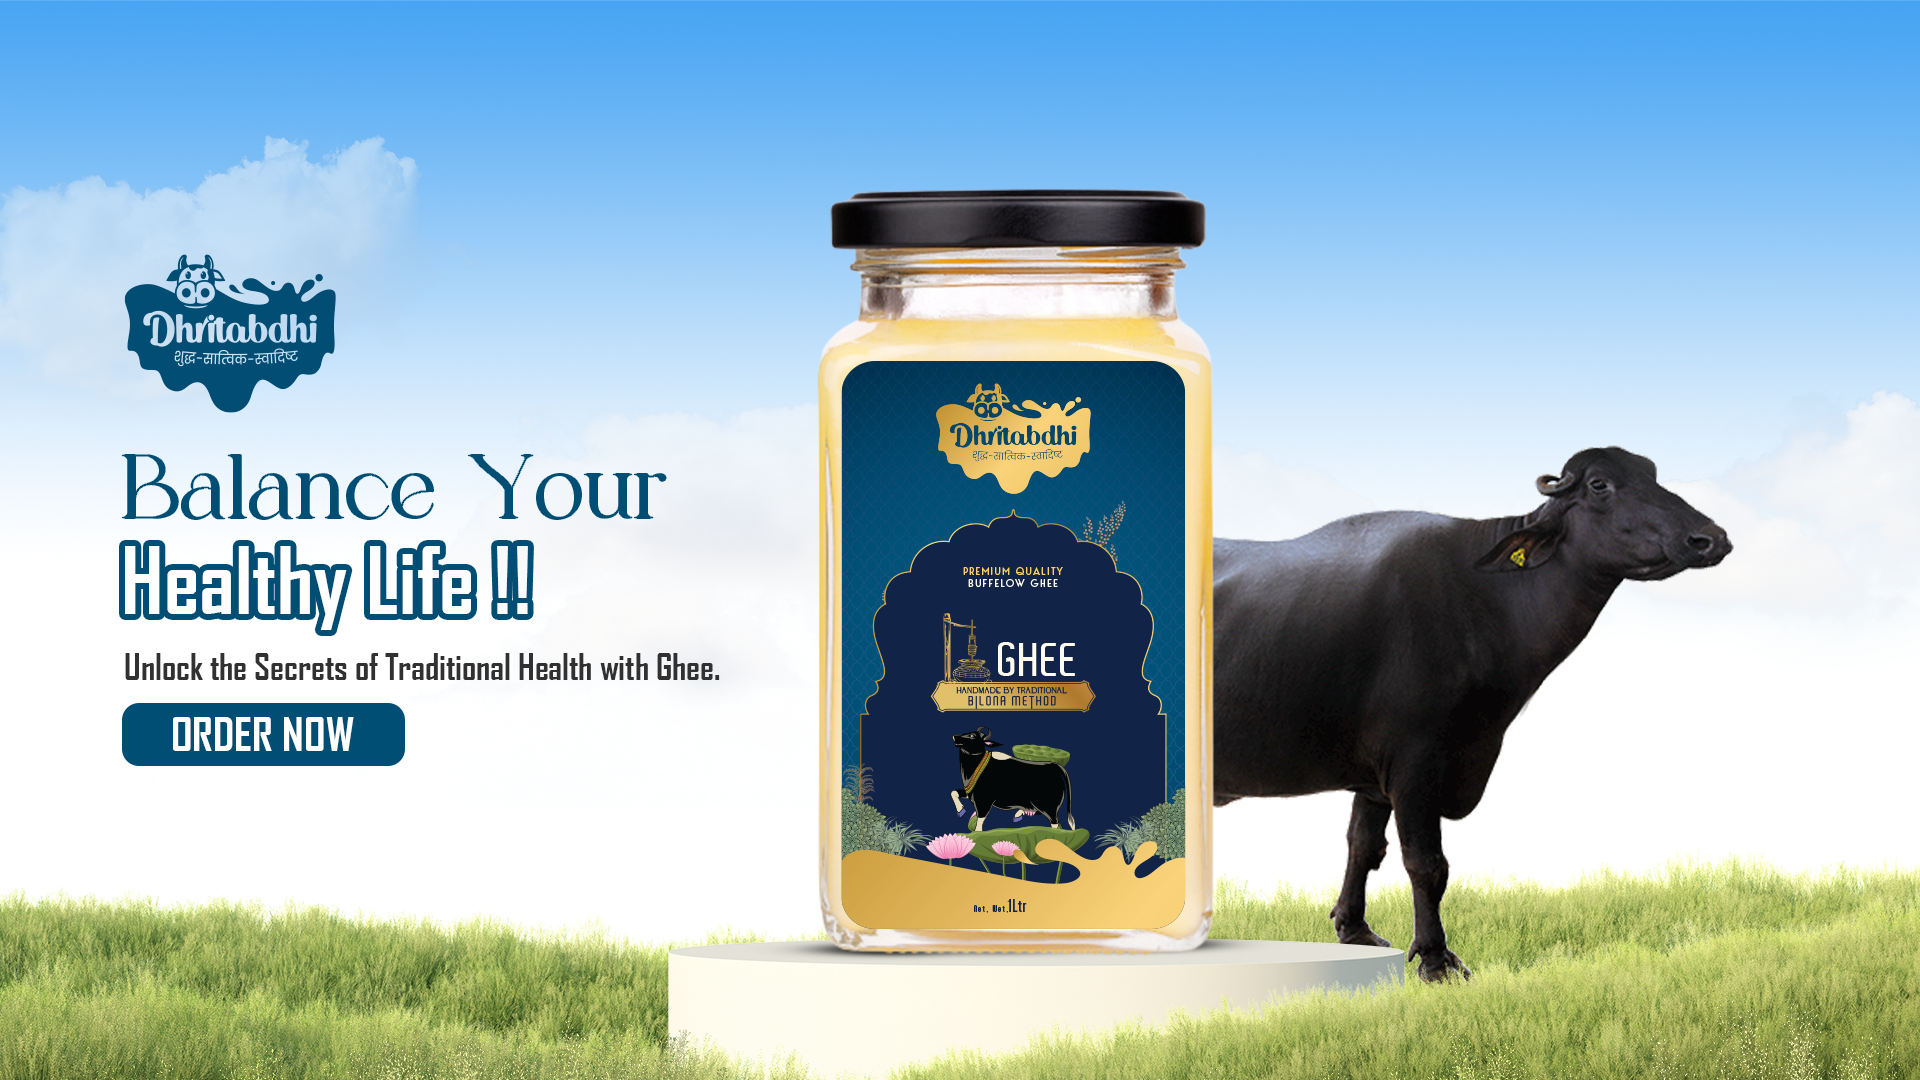 Dhritabdhi
शुद्ध-सात्विक-स्वादिष्ट
Balance Your
Healthy Life !!
Unlock the Secrets of Traditional Health with Ghee.
ORDER NOW
Dhritabdhi
शुद्ध-सात्विक-स्वादिष्ट
PREMIUM QUALITY
BUFFELOW GHEE
GHEE
HANDMADE BY TRADITIONAL
BILONA METHOD
Net. Wet.1Ltr